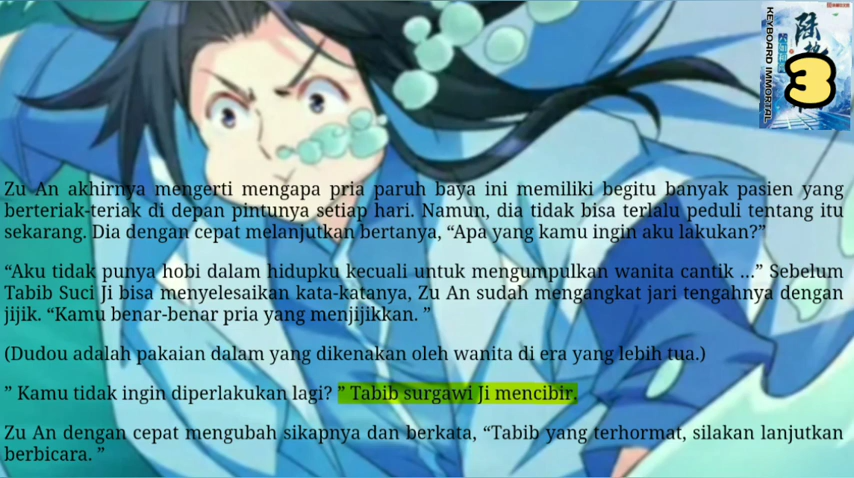 KEYBOARD IMMORTAL
3
Zu An akhirnya mengerti mengapa pria paruh baya ini memiliki begitu banyak pasien yang
berteriak-teriak di depan pintunya setiap hari. Namun, dia tidak bisa terlalu peduli tentang itu
sekarang. Dia dengan cepat melanjutkan bertanya, “Apa yang kamu ingin aku lakukan?”
“Aku tidak punya hobi dalam hidupku kecuali untuk mengumpulkan wanita cantik ...” Sebelum
Tabib Suci Ji bisa menyelesaikan kata-katanya, Zu An sudah mengangkat jari tengahnya dengan
jijik. “Kamu benar-benar pria yang menjijikkan. ”
(Dudou adalah pakaian dalam yang dikenakan oleh wanita di era yang lebih tua.)
” Kamu tidak ingin diperlakukan lagi? ” Tabib surgawi Ji mencibir.
Zu An dengan cepat mengubah sikapnya dan berkata, “Tabib yang terhormat, silakan lanjutkan
berbicara. ”